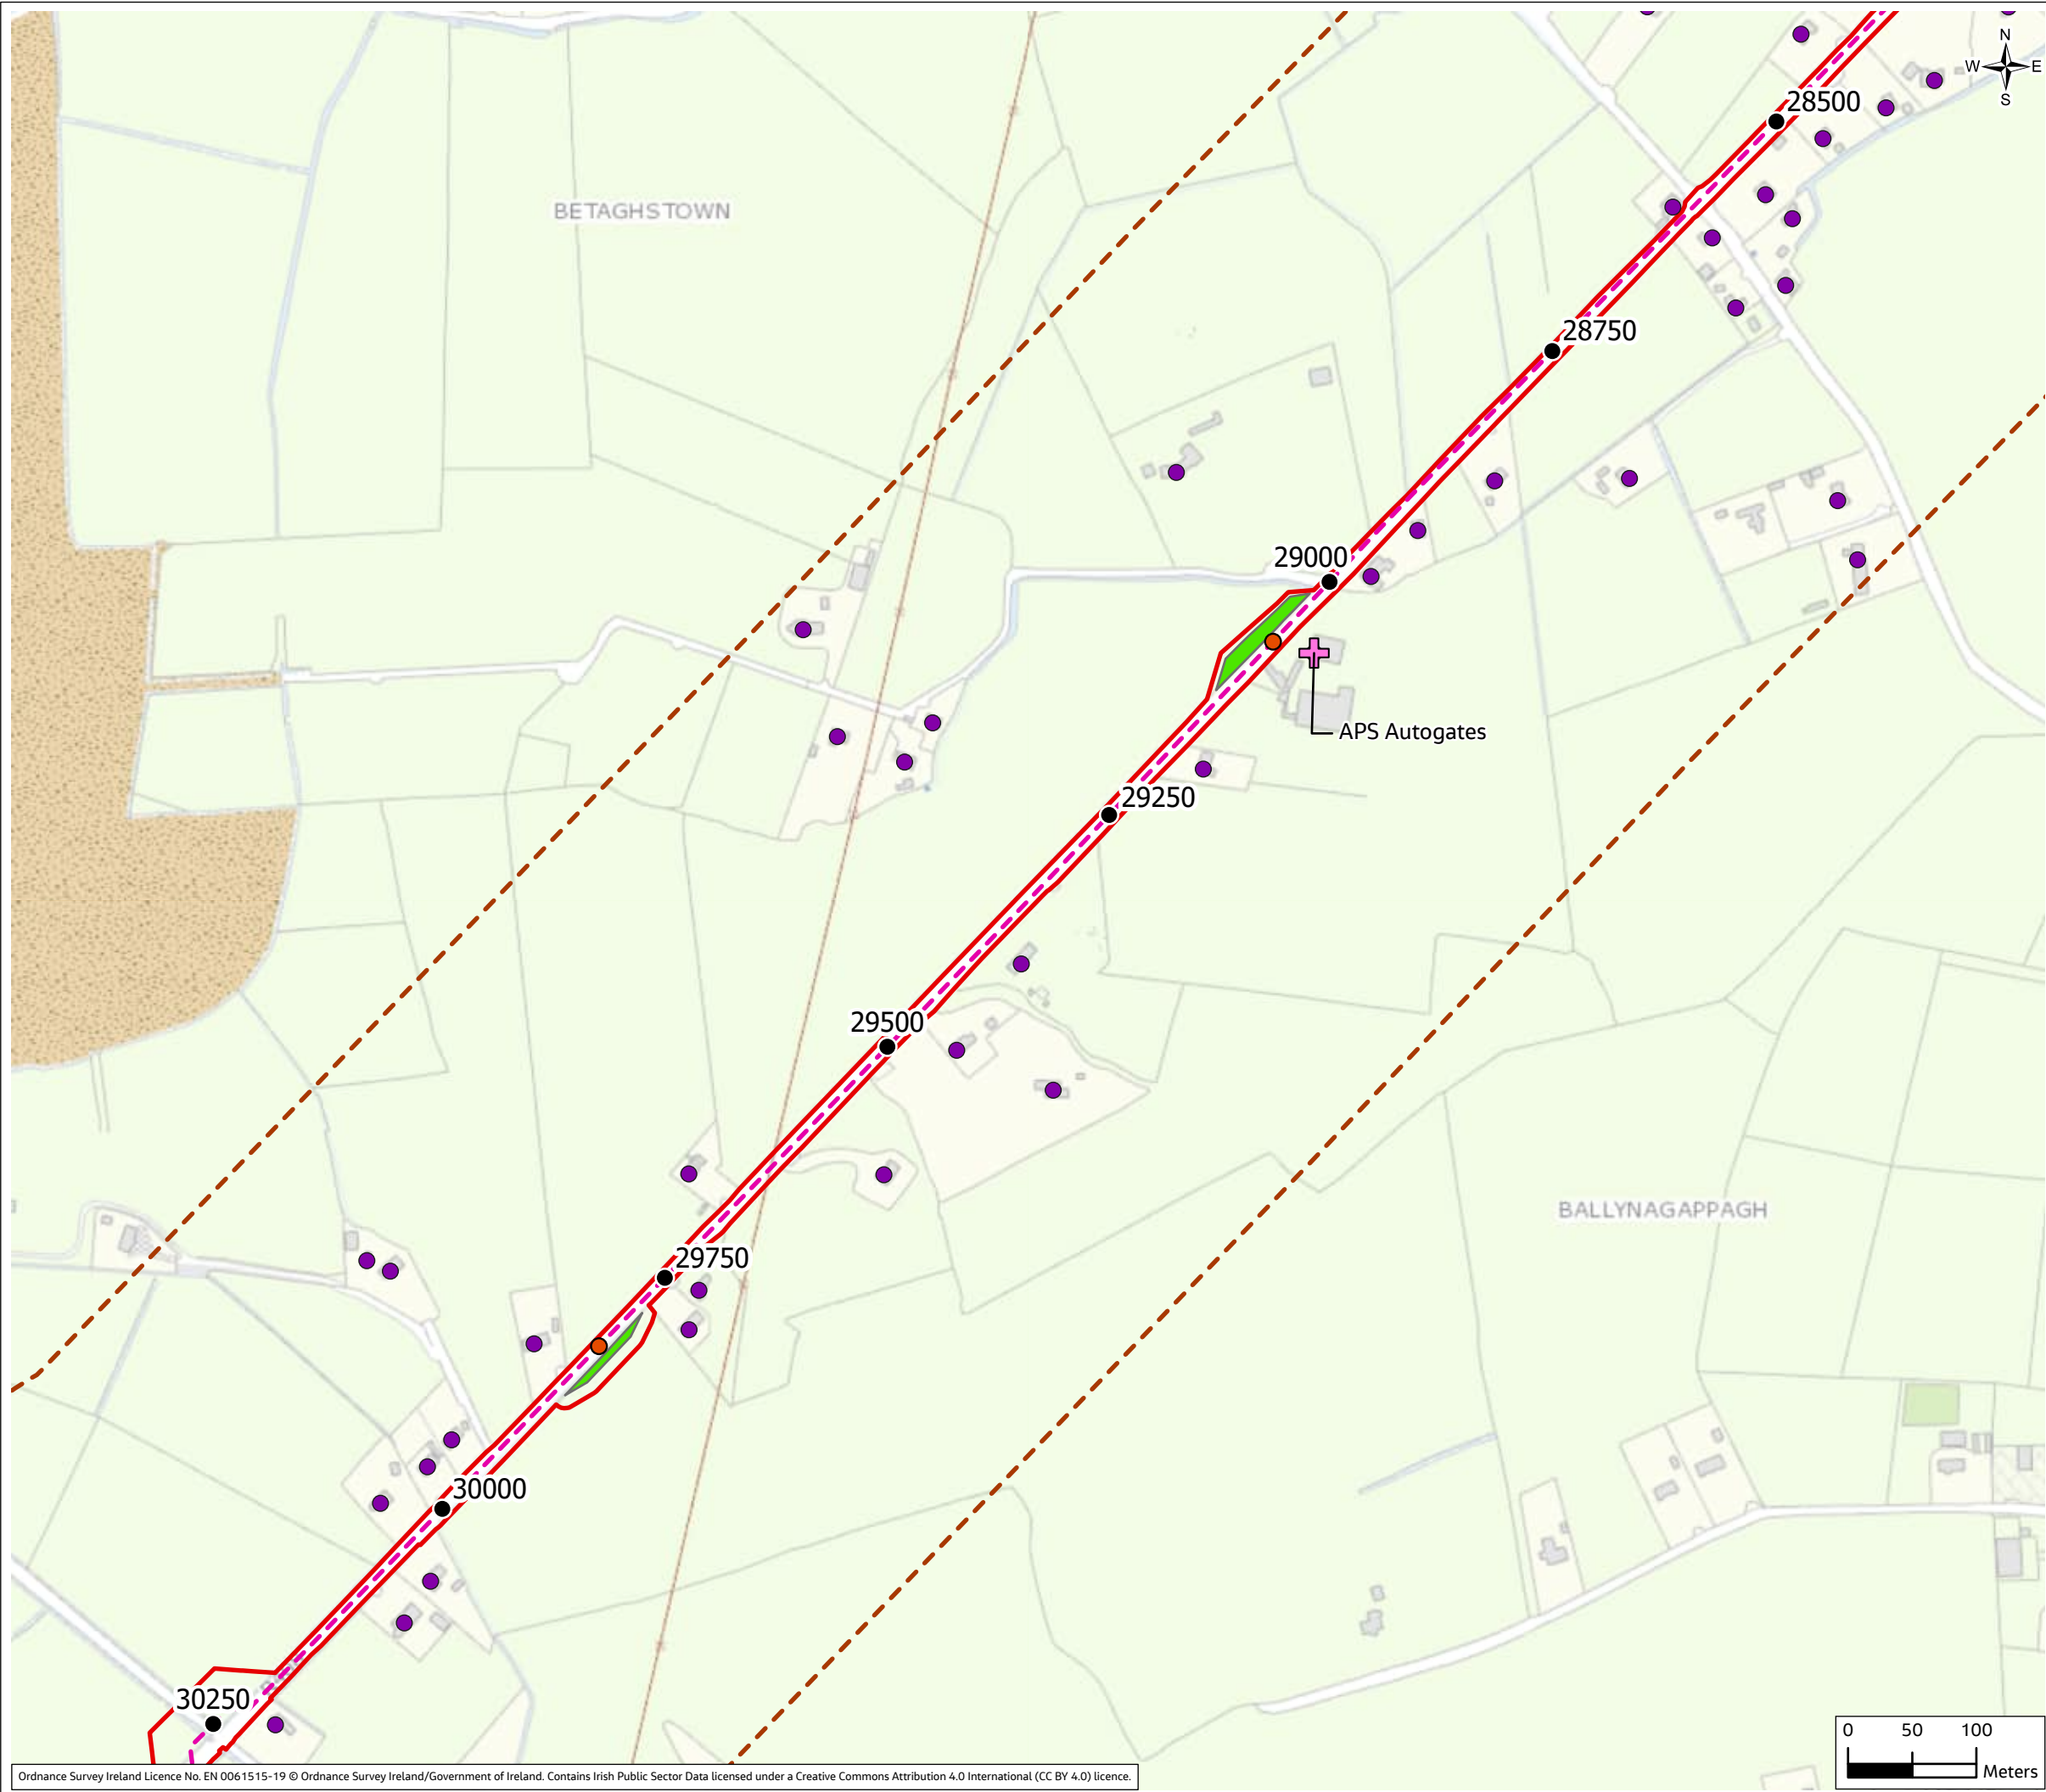 N
W E
S
28500
BETAGHSTOWN
28750
29000
APS Autogates
29250
29500
BALLYNAGAPPAGH
29750
30000
30250
0 50 100
Meters
Ordnance Survey Ireland Licence No. EN 0061515-19 © Ordnance Survey Ireland/Government of Ireland. Contains Irish Public Sector Data licensed under a Creative Commons Attribution 4.0 International (CC BY 4.0) licence.